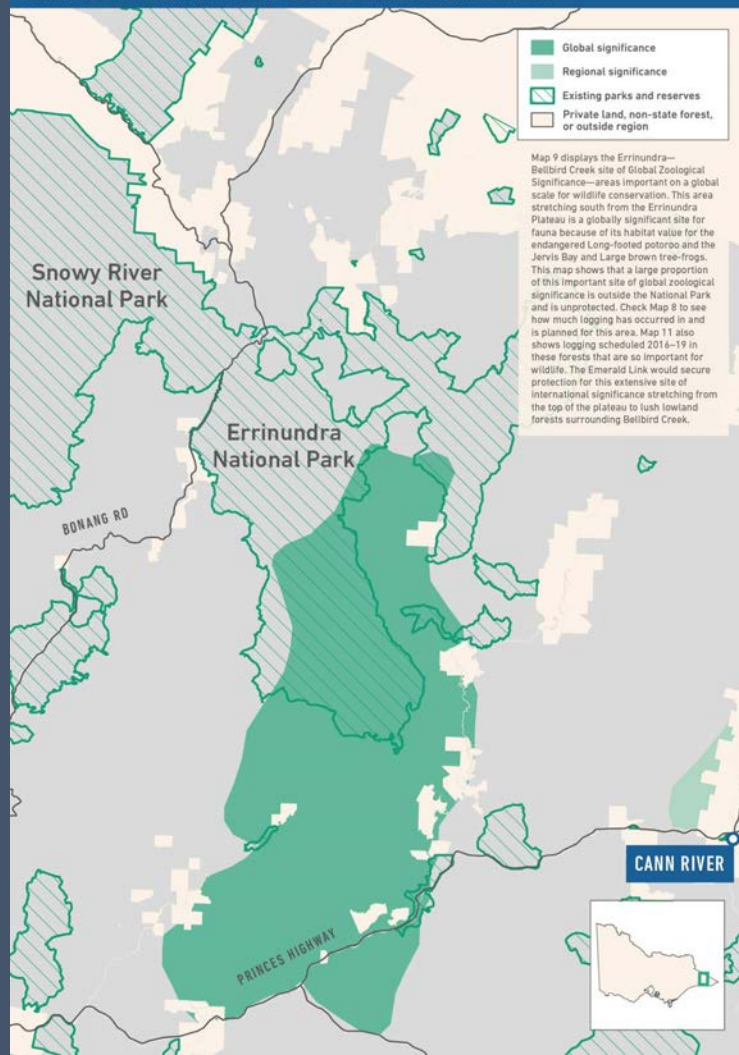 Global significance
Regional significance
Existing parks and reserves
Private land, non-state forest,
or outside region
Map 9 displays the Errinundra—
Bellbird Creek site of Global Zoological
Significance—areas important on a global
scale for wildlife conservation. This area
stretching south from the Errinundra
Plateau is a globally significant site for
fauna because of its habitat value for the
endangered Long-footed potoroo and the
Jervis Bay and Large brown tree-frogs.
This map shows that a large proportion
of this important site of global zoological
significance is outside the National Park
and is unprotected. Check Map 8 to see
how much logging has occurred in and
is planned for this area. Map 11 also
shows logging scheduled 2016–19 in
these forests that are so important for
wildlife. The Emerald Link would secure
protection for this extensive site of
international significance stretching from
the top of the plateau to lush lowland
forests surrounding Bellbird Creek.
Snowy River
National Park
Errinundra
National Park
BONANG RD
CANN RIVER
PRINCES HIGHWAY